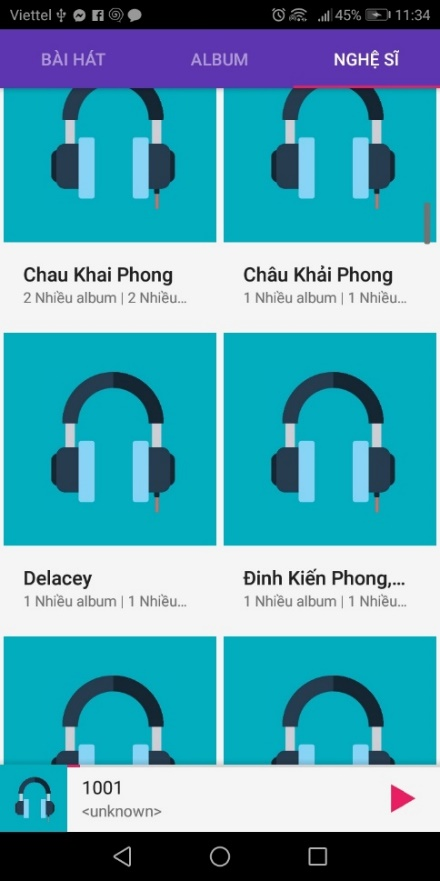 Viettel 45% 11:34
BÀI HÁT ALBUM NGHỆ SĨ
Chau Khai Phong Châu Khải Phong
2 Nhiều album | 2 Nhiều... 1 Nhiều album | 1 Nhiều...
Delacey Đinh Kiến Phong,...
1 Nhiều album | 1 Nhiều... 1 Nhiều album | 1 Nhiều...
1001
<unknown>